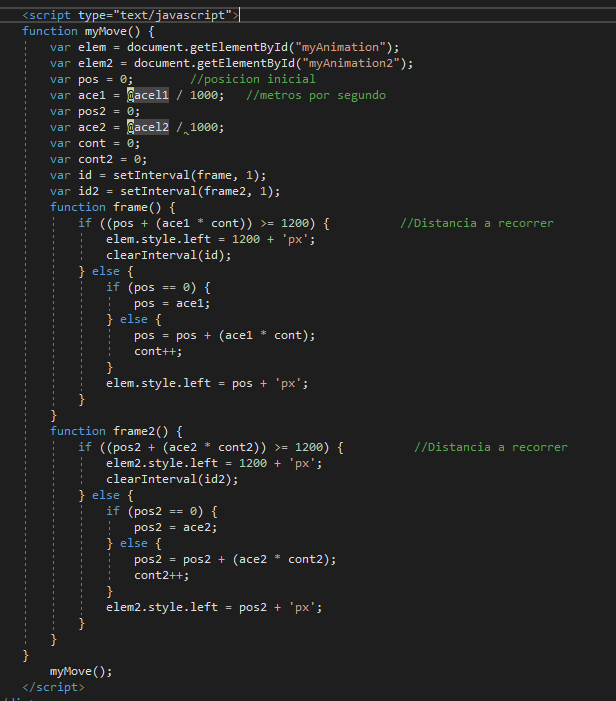 <script type="text/javascript">
function myMove() {
    var elem = document.getElementById("myAnimation");
    var elem2 = document.getElementById("myAnimation2");
    var pos = 0;        //posicion inicial
    var ace1 = @acel1 / 1000;   //metros por segundo
    var pos2 = 0;
    var ace2 = @acel2 / 1000;
    var cont = 0;
    var cont2 = 0;
    var id = setInterval(frame, 1);
    var id2 = setInterval(frame2, 1);
    function frame() {
        if ((pos + (ace1 * cont)) >= 1200) {          //Distancia a recorrer
            elem.style.left = 1200 + 'px';
            clearInterval(id);
        } else {
            if (pos == 0) {
                pos = ace1;
            } else {
                pos = pos + (ace1 * cont);
                cont++;
            }
            elem.style.left = pos + 'px';
        }
    }
    function frame2() {
        if ((pos2 + (ace2 * cont2)) >= 1200) {          //Distancia a recorrer
            elem2.style.left = 1200 + 'px';
            clearInterval(id2);
        } else {
            if (pos2 == 0) {
                pos2 = ace2;
            } else {
                pos2 = pos2 + (ace2 * cont2);
                cont2++;
            }
            elem2.style.left = pos2 + 'px';
        }
    }
}
    myMove();
</script>